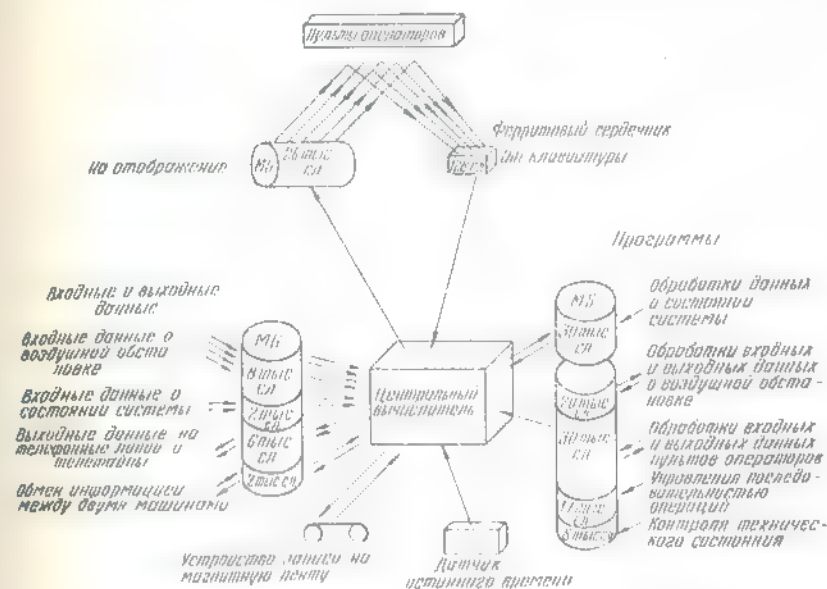 Пульты операторов
На отображение
МБ
26 тыс
сл
Ферритовый сердечник
От клавиатуры
Программы
Входные и выходные
данные
Входные данные о
воздушной обста
новке
Входные данные о
состоянии системы
Выходные данные на
телефонные линии и
телетайпы
Обмен информацией
между двумя машинами
МБ
8 тыс
сл
2 тыс
сл
6 тыс
сл
2 тыс сл
Центральный
вычислитель
МБ
30 тыс
сл
20 тыс
сл
30 тыс
сл
сл
Обработки данных
о состоянии
системы
Обработки входных
и выходных данных
о воздушной обста-
новке
Обработки входных
и выходных данных
пультов операторов
Управления последо-
вательностью
операций
Контроля техничес-
кого состояния
Устройство записи на
магнитную ленту
Датчик
истинного времени